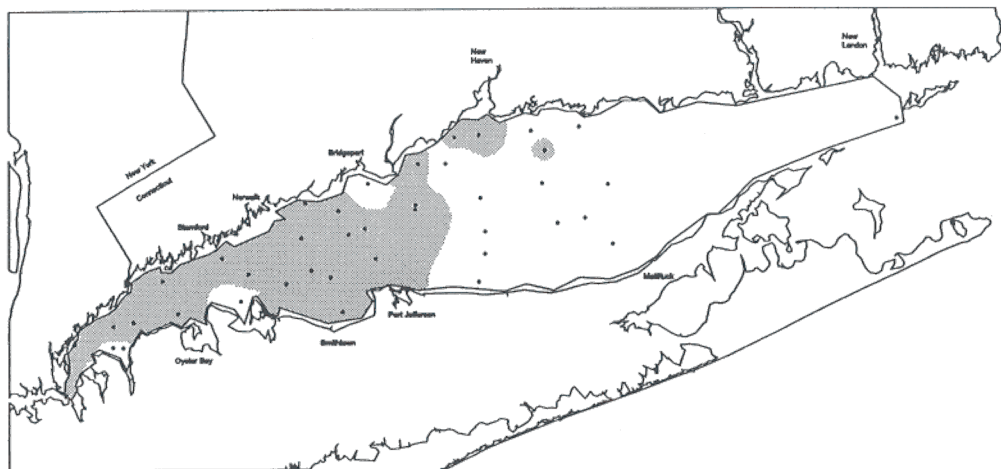 New
London
New
Haven
Bridgeport
New York
Connecticut
Norwalk
Stamford
Mattituck
Port Jefferson
Smithtown
Oyster Bay